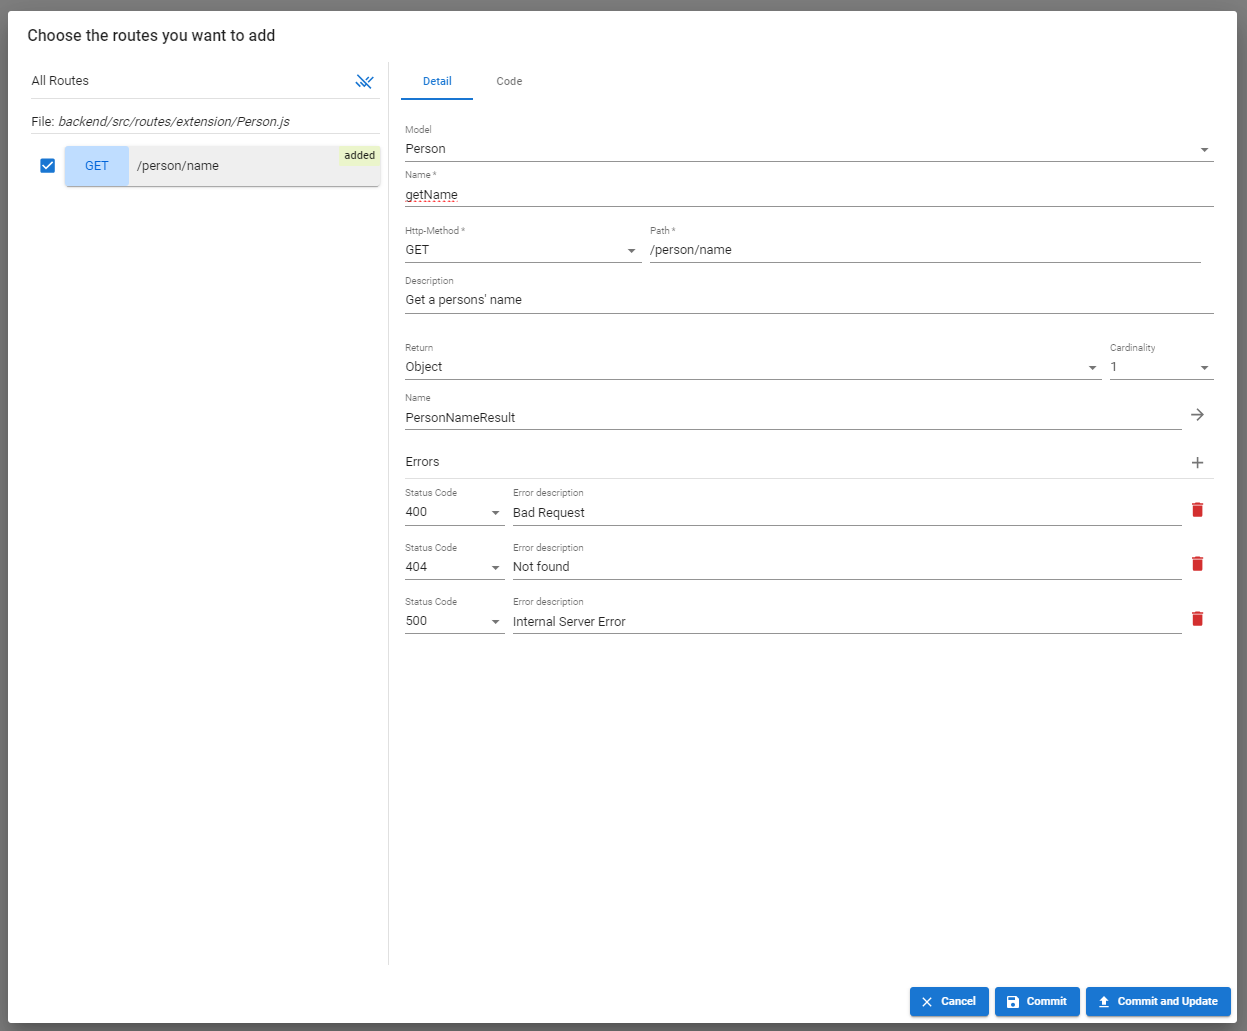 Choose the routes you want to add
All Routes
File: backend/src/routes/extension/Person.js
GET /person/name added
Detail Code
Model
Person
Name *
getName
Http-Method * Path *
GET /person/name
Description
Get a persons' name
Return Cardinality
Object 1
Name
PersonNameResult
Errors
Status Code Error description
400 Bad Request
Status Code Error description
404 Not found
Status Code Error description
500 Internal Server Error
Cancel Commit Commit and Update